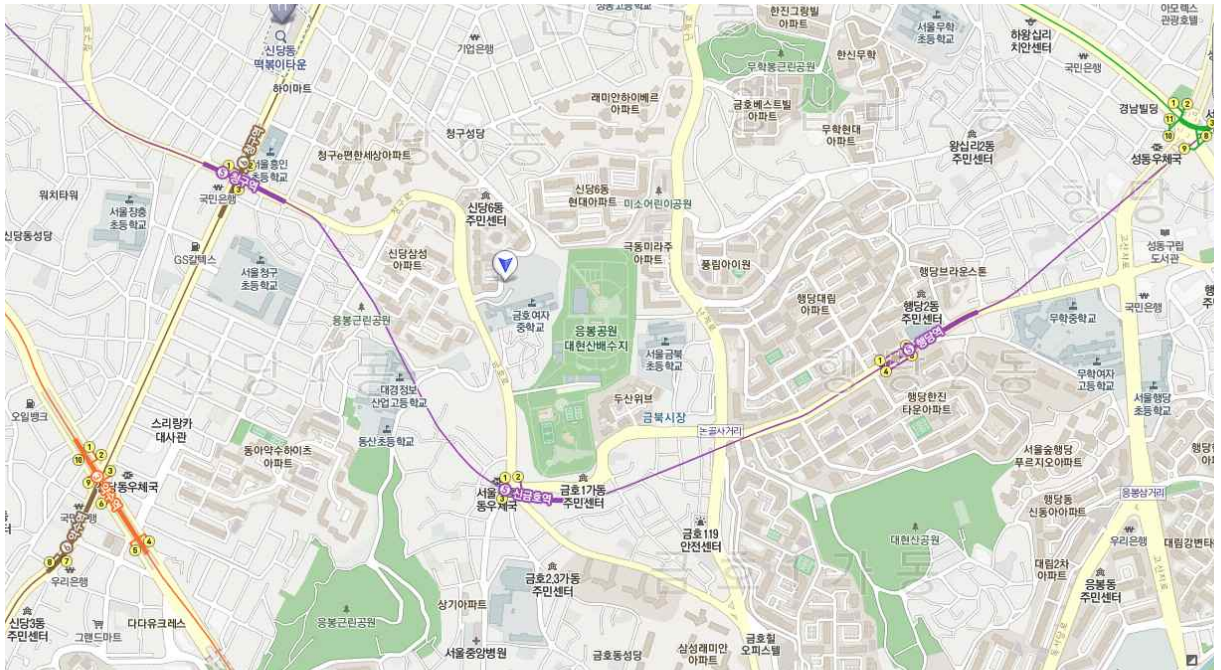 한진그랑빌
아파트
서울무학
초등학교
하왕십리
치안센터
관광호텔
국민은행
신당동
떡볶이타운
하이마트
기업은행
무학봉근린공원
한신무학
래미안하이베르
아파트
금호베스트빌
아파트
무학현대
아파트
경남빌딩
왕십리2동
주민센터
성동우체국
청구성당
청구e편한세상아파트
청구역
청구역
서울흥인
초등학교
국민은행
워치타워
서울장충
초등학교
신당동성당
GS칼텍스
서울청구
초등학교
신당6동
주민센터
신당6동
현대아파트
미소어린이공원
신당삼성
아파트
극동미라주
아파트
풍림아이원
행당브라운스톤
성동구립
도서관
고산자로
국민은행
응봉근린공원
금호여자
중학교
응봉공원
대현산배수지
행당대림
아파트
행당2동
주민센터
무학중학교
행당역
서울금북
초등학교
무학여자
고등학교
서울행당
초등학교
대경정보
산업고등학교
동산초등학교
두산위브
금북시장
논골사거리
행당한진
타운아파트
오일뱅크
스리랑카
대사관
동아약수하이츠
아파트
서울숲행당
푸르지오아파트
신금호역
금호1가동
주민센터
응봉삼거리
행당동
신동아아파트
우리은행
금호119
안전센터
대현산공원
대림2차
아파트
응봉동
주민센터
고산자로
우리은행
신당3동
주민센터
그랜드마트
다다유크레스
응봉근린공원
상기아파트
서울중앙병원
금호2,3가동
주민센터
금호동성당
삼성래미안
아파트
금호힐
오피스텔